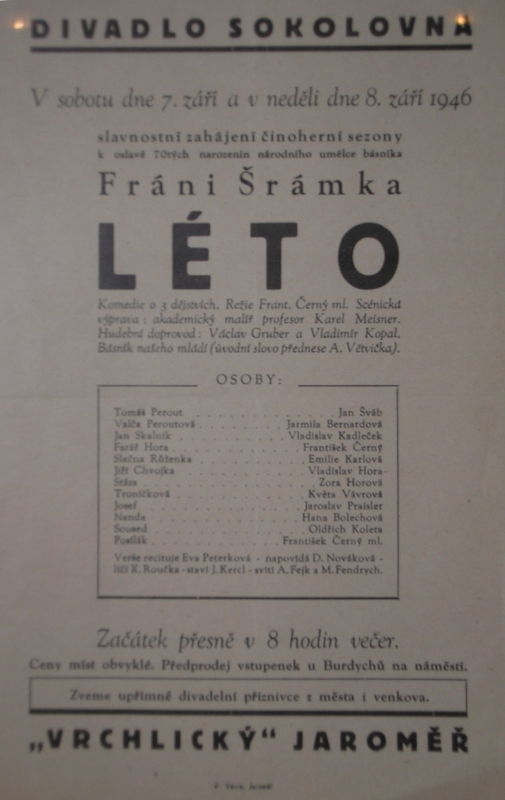 DIVADLO SOKOLOVNA
V sobotu dne 7. září a v neděli dne 8. září 1946
slavnostní zahájení činoherní sezony
k oslavě 70tých narozenin národního umělce básníka
Fráni Šrámka
LÉTO
Komedie o 3 dějstvích. Režie Frant. Černý ml. Scénická
výprava: akademický malíř profesor Karel Meisner.
Hudební doprovod: Václav Gruber a Vladimír Kopal.
Básník našeho mládí (úvodní slovo přednese A. Větvička).
OSOBY:
Tomáš Perout . . . . . . . . . . . Jan Šváb
Valča Peroutová . . . . . . . Jarmila Bernardová
Jan Skalník . . . . . . . . . Vladislav Kadleček
Farář Hora . . . . . . . . . . František Černý
Slečna Růženka . . . . . . . . . Emilie Karlová
Jiří Chvojka . . . . . . . . . . Vladislav Hora
Stáza . . . . . . . . . . . . . Zora Horová
Troníčková . . . . . . . . . . . Květa Vávrová
Josef . . . . . . . . . . . . Jaroslav Praisler
Nanda . . . . . . . . . . . . Hana Bolechová
Soused . . . . . . . . . . . . Oldřich Koleta
Pošťák . . . . . . . . . . František Černý ml.
Verše recituje Eva Peterková - napovídá D. Nováková -
líčí K. Roučka - staví J. Kercl - svítí A. Fejk a M. Fendrych.
Začátek přesně v 8 hodin večer.
Ceny míst obvyklé. Předprodej vstupenek u Burdychů na náměstí.
Zveme upřímně divadelní příznivce z města i venkova.
„VRCHLICKÝ“ JAROMĚŘ